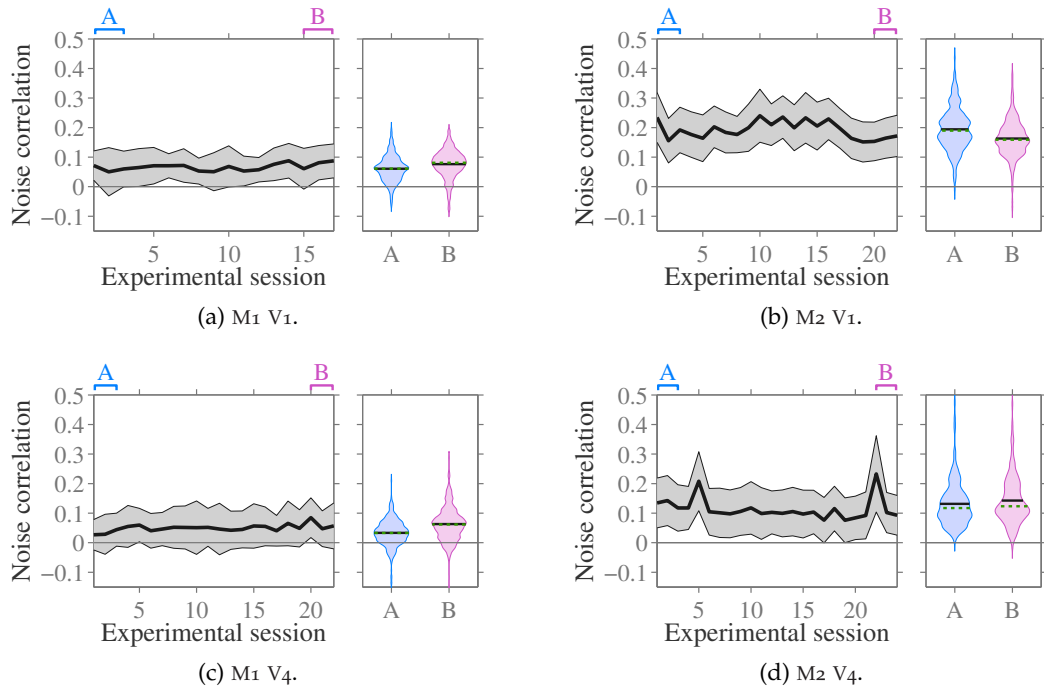 A
B
0.5
0.4
0.3
0.2
0.1
0
−0.1
Noise correlation
5
10
15
A
B
Experimental session
(a) M1 V1.
A
B
0.5
0.4
0.3
0.2
0.1
0
−0.1
Noise correlation
5
10
15
20
A
B
Experimental session
(b) M2 V1.
A
B
0.5
0.4
0.3
0.2
0.1
0
−0.1
Noise correlation
5
10
15
20
A
B
Experimental session
(c) M1 V4.
A
B
0.5
0.4
0.3
0.2
0.1
0
−0.1
Noise correlation
5
10
15
20
A
B
Experimental session
(d) M2 V4.